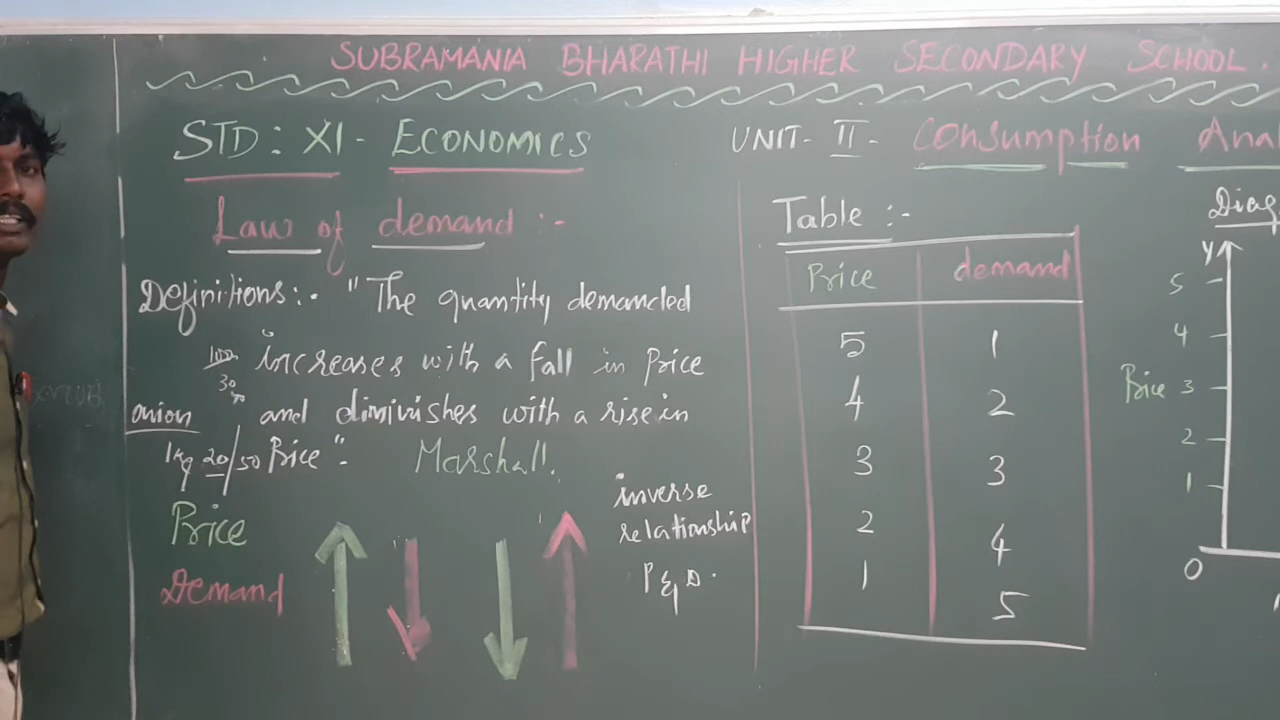 SUBRAMANIA BHARATHI HIGHER SECONDARY SCHOOL.
STD: XI - ECONOMICS
UNIT - II - Consumption Anal
Law of demand :-
Definitions:- "The quantity demanded
100 increases with a fall in Price
30
onion and diminishes with a rise in
1kg 20/50 Price".
Marshall.
Price
Demand
inverse
relationship
P & D.
Table :-
Price demand
5 1
4 2
3 3
2 4
1 5
Diag
Y
5
4
Price 3
2
1
0